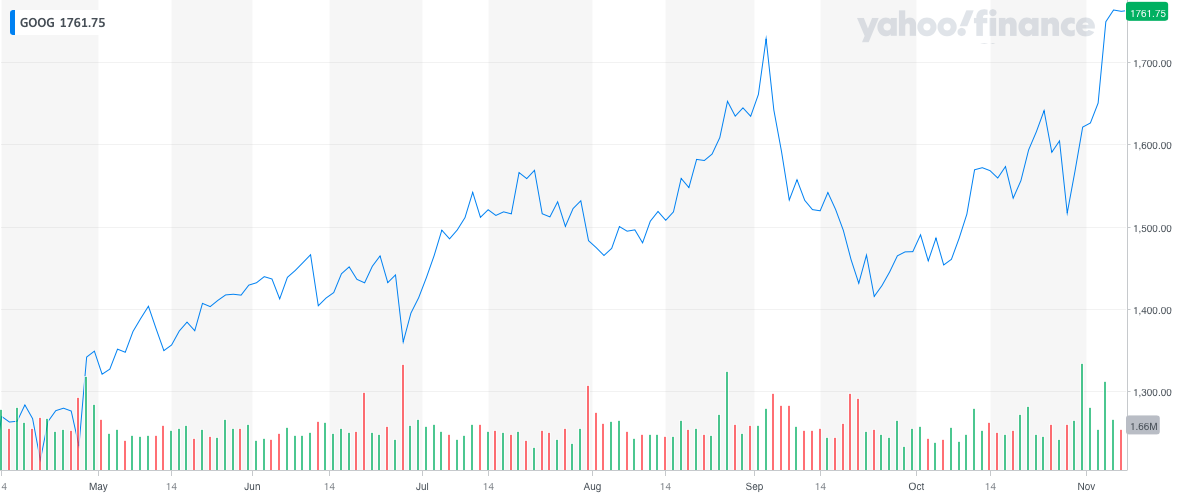 GOOG 1761.75
yahoo!finance
1761.75
1,700.00
1,600.00
1,500.00
1,400.00
1,300.00
1.66M
4 May 14 Jun 14 Jul 14 Aug 14 Sep 14 Oct 14 Nov